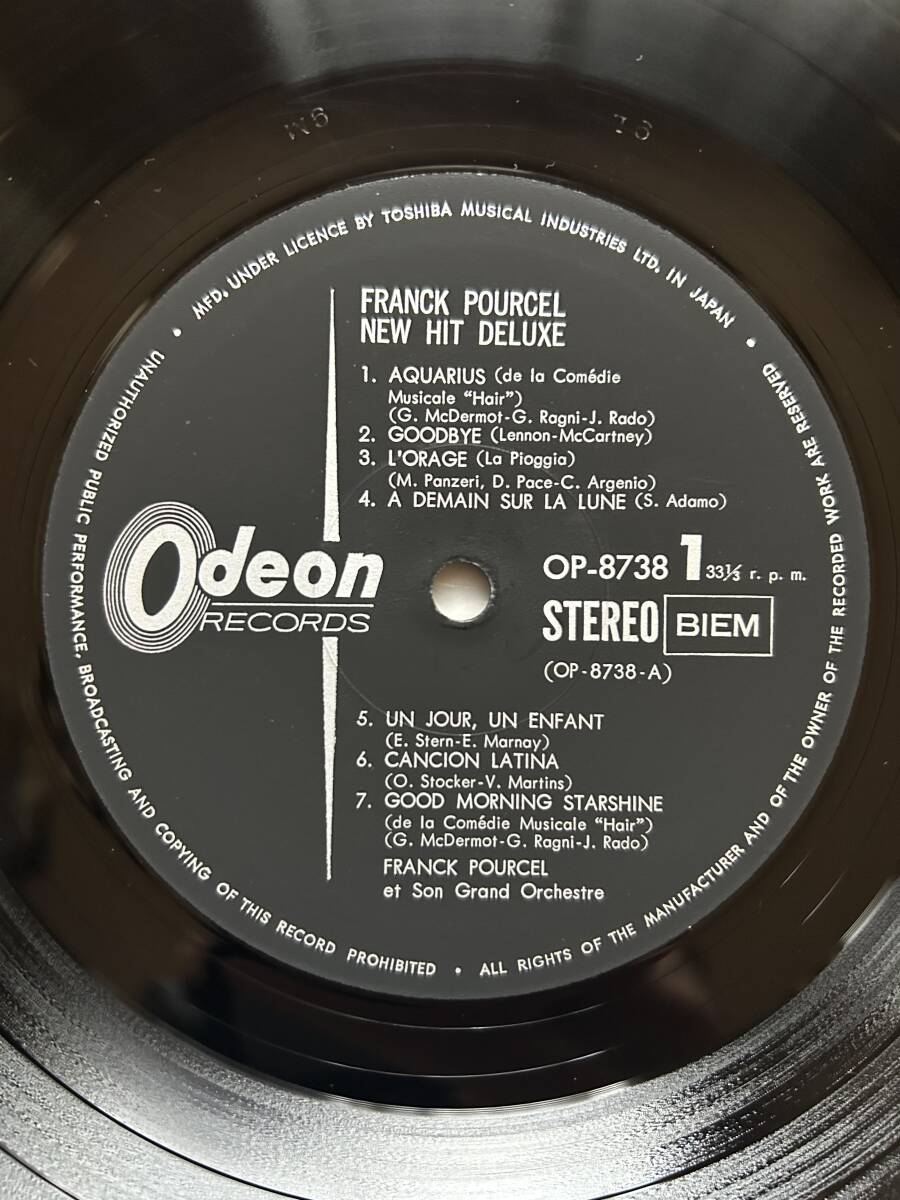 MFD. UNDER LICENCE BY TOSHIBA MUSICAL INDUSTRIES LTD. IN JAPAN
FRANCK POURCEL
NEW HIT DELUXE
1. AQUARIUS (de la Comédie
Musicale "Hair")
(G. McDermot-G. Ragni-J. Rado)
2. GOODBYE (Lennon-McCartney)
3. L'ORAGE (La Pioggia)
(M. Panzeri, D. Pace-C. Argenio)
4. A DEMAIN SUR LA LUNE (S. Adamo)
Odeon
RECORDS
OP-8738 1 33⅓ r. p. m.
STEREO BIEM
(OP-8738-A)
5. UN JOUR, UN ENFANT
(E. Stern-E. Marnay)
6. CANCION LATINA
(O. Stocker-V. Martins)
7. GOOD MORNING STARSHINE
(de la Comédie Musicale "Hair")
(G. McDermot-G. Ragni-J. Rado)
FRANCK POURCEL
et Son Grand Orchestre
UNAUTHORIZED PUBLIC PERFORMANCE, BROADCASTING AND COPYING OF THIS RECORD PROHIBITED • ALL RIGHTS OF THE MANUFACTURER AND OF THE OWNER OF THE RECORDED WORK ARE RESERVED